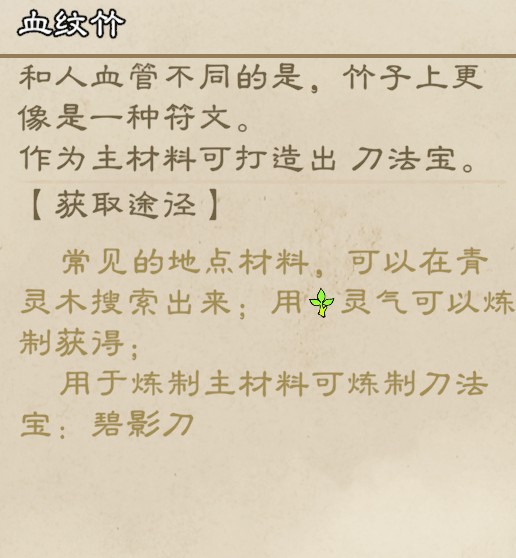 血纹竹
和人血管不同的是，竹子上更
像是一种符文。
作为主材料可打造出 刀法宝。
【获取途径】
常见的地点材料，可以在青
灵木搜索出来；用灵气可以炼
制获得；
用于炼制主材料可炼制刀法
宝：碧影刀